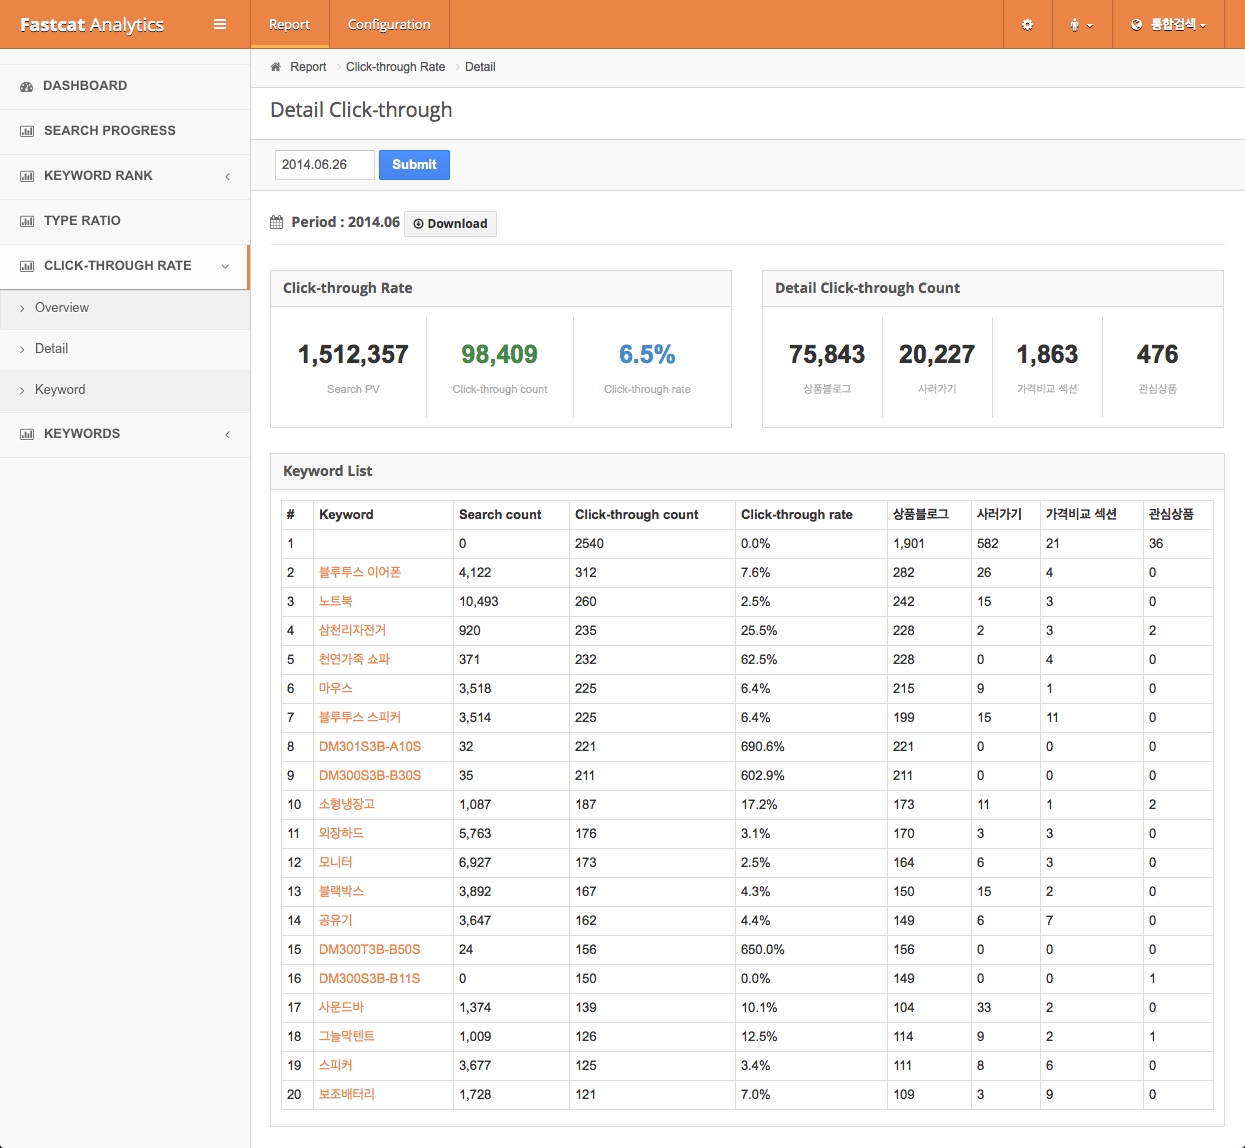 Fastcat Analytics
Report
Configuration
통합검색
DASHBOARD
SEARCH PROGRESS
KEYWORD RANK
TYPE RATIO
CLICK-THROUGH RATE
Overview
Detail
Keyword
KEYWORDS
Report Click-through Rate Detail
Detail Click-through
2014.06.26 Submit
Period : 2014.06 Download
Click-through Rate
1,512,357 98,409 6.5%
Search PV Click-through count Click-through rate
Detail Click-through Count
75,843 20,227 1,863 476
상품블로그 사러가기 가격비교 섹션 관심상품
Keyword List
# Keyword Search count Click-through count Click-through rate 상품블로그 사러가기 가격비교 섹션 관심상품
1 0 2540 0.0% 1,901 582 21 36
2 블루투스 이어폰 4,122 312 7.6% 282 26 4 0
3 노트북 10,493 260 2.5% 242 15 3 0
4 삼천리자전거 920 235 25.5% 228 2 3 2
5 천연가죽 쇼파 371 232 62.5% 228 0 4 0
6 마우스 3,518 225 6.4% 215 9 1 0
7 블루투스 스피커 3,514 225 6.4% 199 15 11 0
8 DM301S3B-A10S 32 221 690.6% 221 0 0 0
9 DM300S3B-B30S 35 211 602.9% 211 0 0 0
10 소형냉장고 1,087 187 17.2% 173 11 1 2
11 외장하드 5,763 176 3.1% 170 3 3 0
12 모니터 6,927 173 2.5% 164 6 3 0
13 블랙박스 3,892 167 4.3% 150 15 2 0
14 공유기 3,647 162 4.4% 149 6 7 0
15 DM300T3B-B50S 24 156 650.0% 156 0 0 0
16 DM300S3B-B11S 0 150 0.0% 149 0 0 1
17 사운드바 1,374 139 10.1% 104 33 2 0
18 그늘막텐트 1,009 126 12.5% 114 9 2 1
19 스피커 3,677 125 3.4% 111 8 6 0
20 보조배터리 1,728 121 7.0% 109 3 9 0